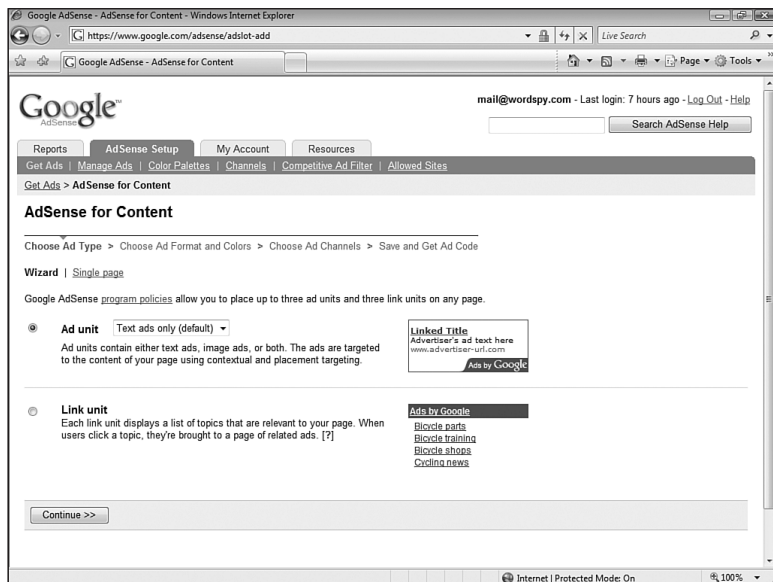 Google AdSense - AdSense for Content - Windows Internet Explorer
https://www.google.com/adsense/adslot-add
Live Search
Google AdSense - AdSense for Content
Page
Tools
Google™
AdSense
mail@wordspy.com - Last login: 7 hours ago - Log Out - Help
Search AdSense Help
Reports
AdSense Setup
My Account
Resources
Get Ads | Manage Ads | Color Palettes | Channels | Competitive Ad Filter | Allowed Sites
Get Ads > AdSense for Content
AdSense for Content
Choose Ad Type > Choose Ad Format and Colors > Choose Ad Channels > Save and Get Ad Code
Wizard | Single page
Google AdSense program policies allow you to place up to three ad units and three link units on any page.
Ad unit
Text ads only (default)
Ad units contain either text ads, image ads, or both. The ads are targeted
to the content of your page using contextual and placement targeting.
Linked Title
Advertiser's ad text here
www.advertiser-url.com
Ads by Google
Link unit
Each link unit displays a list of topics that are relevant to your page. When
users click a topic, they're brought to a page of related ads. [?]
Ads by Google
Bicycle parts
Bicycle training
Bicycle shops
Cycling news
Continue >>
Internet | Protected Mode: On
100%